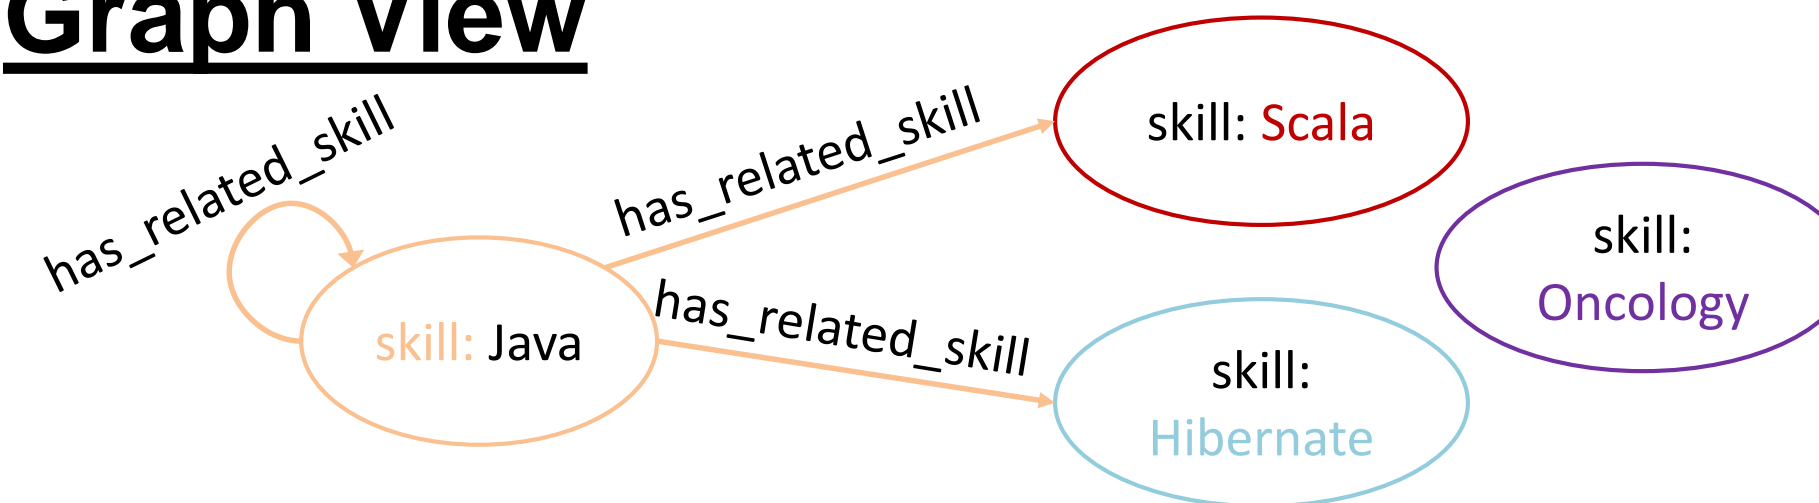 Graph View
has_related_skill
has_related_skill
skill: Scala
skill:
Oncology
skill: Java
has_related_skill
skill:
Hibernate